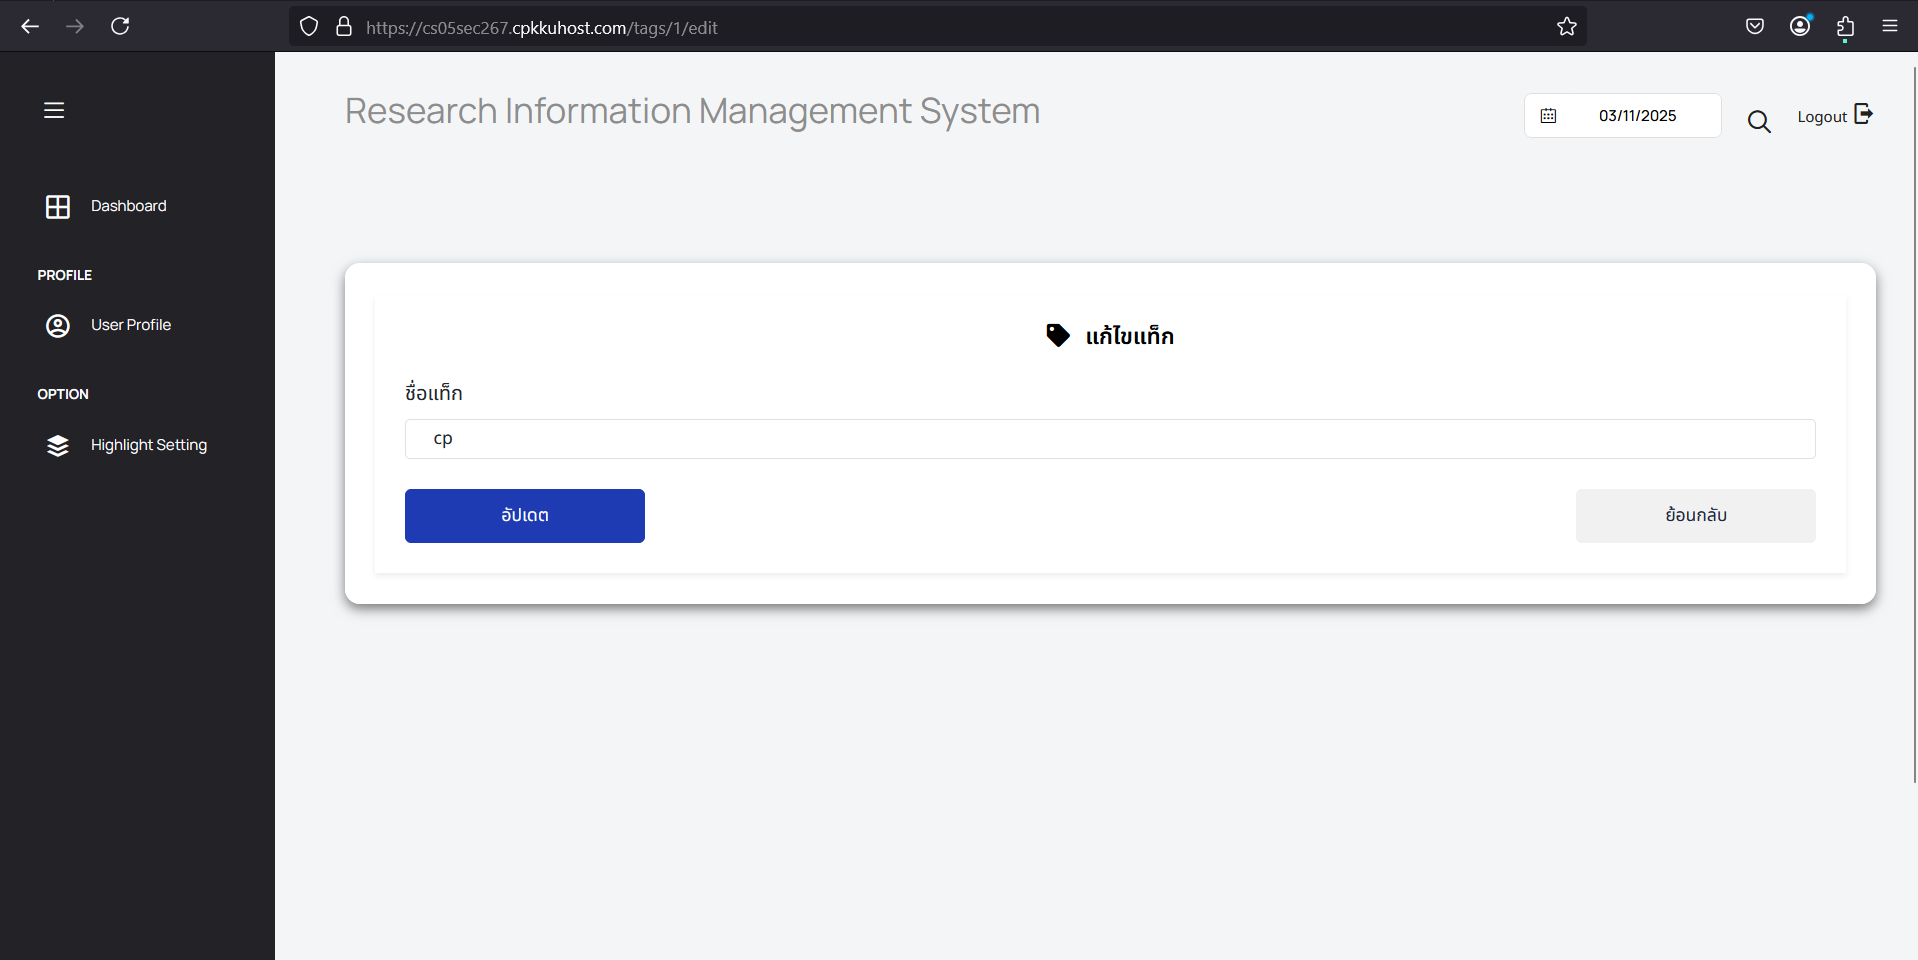 https://cs05sec267.cpkkuhost.com/tags/1/edit
Research Information Management System
03/11/2025
Logout
Dashboard
PROFILE
User Profile
OPTION
Highlight Setting
แก้ไขแท็ก
ชื่อแท็ก
cp
อัปเดต
ย้อนกลับ